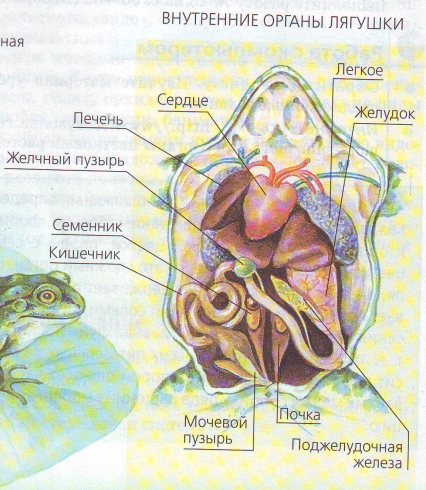 ВНУТРЕННИЕ ОРГАНЫ ЛЯГУШКИ
ная
Легкое
Сердце
Желудок
Печень
Желчный пузырь
Семенник
Кишечник
Мочевой
пузырь
Почка
Поджелудочная
железа